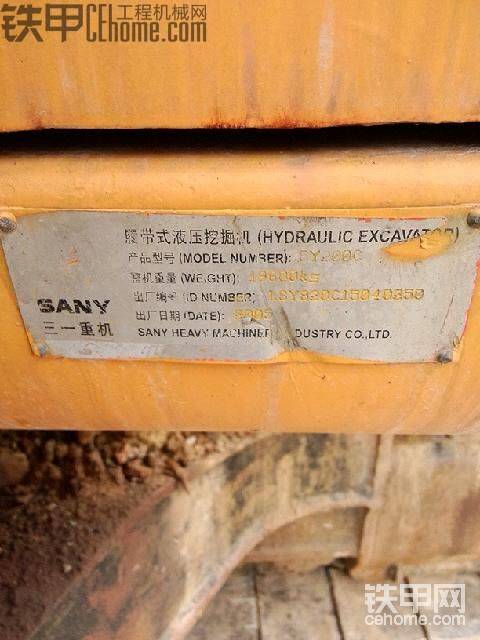 铁甲工程机械网
CEhome.com
履带式液压挖掘机 (HYDRAULIC EXCAVATOR)
产品型号 (MODEL NUMBER):
整机重量 (WEIGHT): 19800kg
出厂编号 (ID NUMBER):
出厂日期 (DATE): 2005
SANY
三一重机
SANY HEAVY MACHINERY INDUSTRY CO.,LTD.
铁甲网
cehome.com